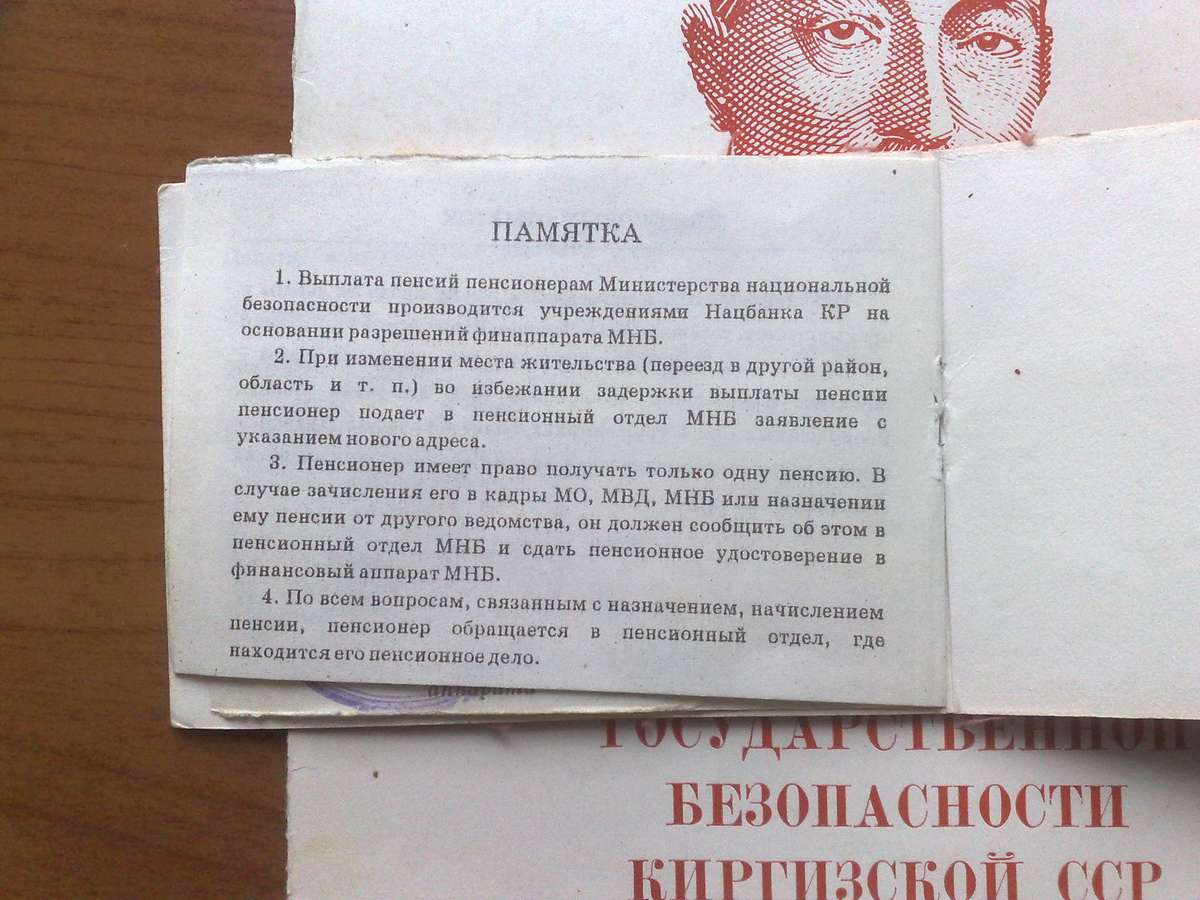 ПАМЯТКА
1. Выплата пенсий пенсионерам Министерства национальной
безопасности производится учреждениями Нацбанка КР на
основании разрешений финаппарата МНБ.
2. При изменении места жительства (переезд в другой район,
область и т. п.) во избежании задержки выплаты пенсии
пенсионер подает в пенсионный отдел МНБ заявление с
указанием нового адреса.
3. Пенсионер имеет право получать только одну пенсию. В
случае зачисления его в кадры МО, МВД, МНБ или назначении
ему пенсии от другого ведомства, он должен сообщить об этом в
пенсионный отдел МНБ и сдать пенсионное удостоверение в
финансовый аппарат МНБ.
4. По всем вопросам, связанным с назначением, начислением
пенсии, пенсионер обращается в пенсионный отдел, где
находится его пенсионное дело.
аппарата
ГОСУДАРСТВЕННОЙ
БЕЗОПАСНОСТИ
КИРГИЗСКОЙ ССР